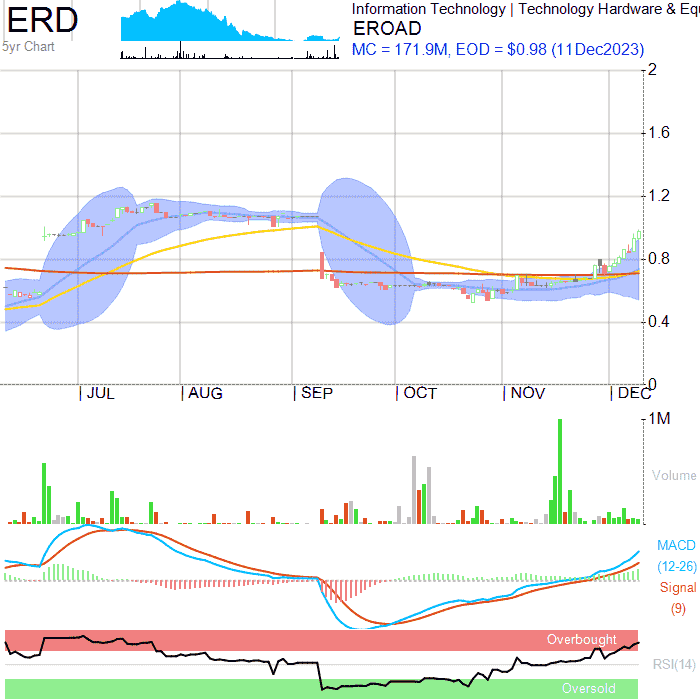 ERD
5yr Chart
Information Technology | Technology Hardware & Equ
EROAD
MC = 171.9M, EOD = $0.98 (11Dec2023)
2
1.6
1.2
0.8
0.4
0
| JUL | AUG | SEP | OCT | NOV | DEC
1M
Volume
MACD
(12-26)
Signal
(9)
Overbought
RSI(14)
Oversold